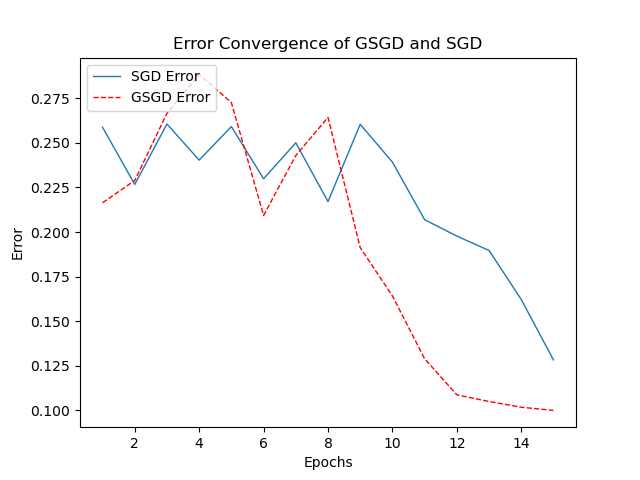 Error Convergence of GSGD and SGD
SGD Error
GSGD Error
0.275
0.250
0.225
0.200
0.175
0.150
0.125
0.100
Error
2 4 6 8 10 12 14
Epochs